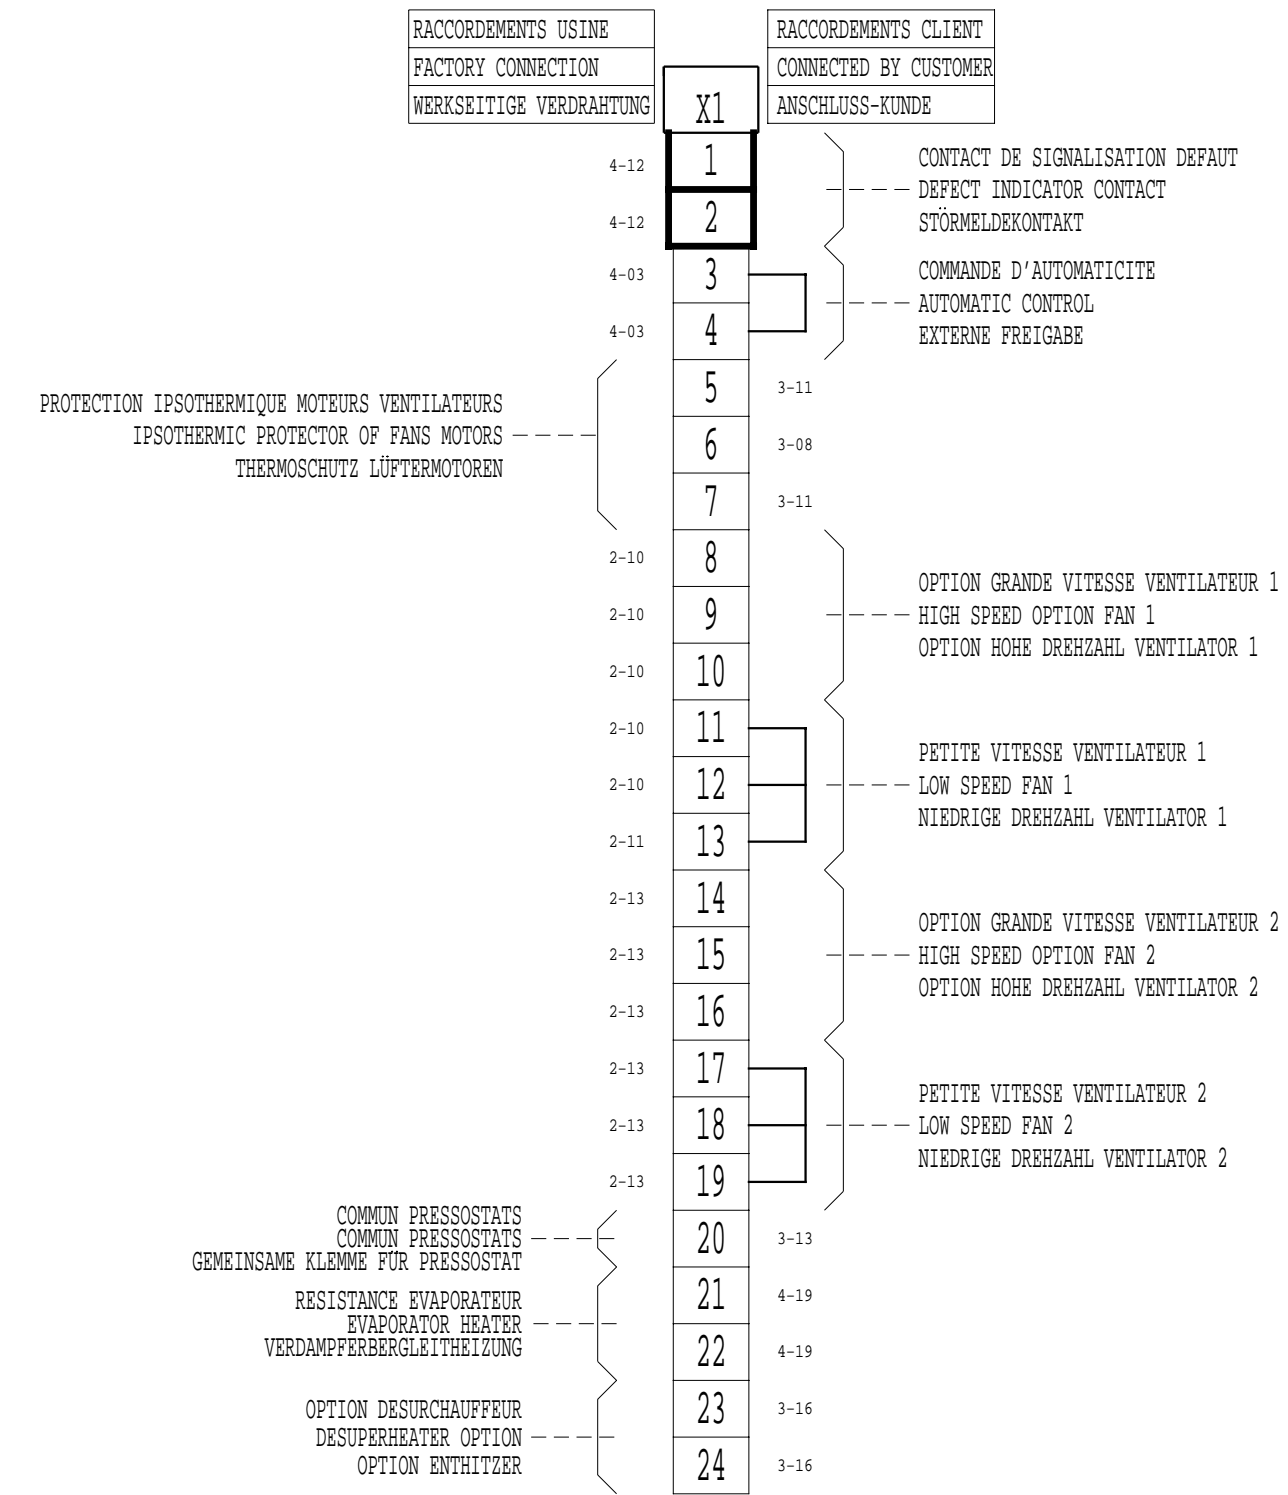 RACCORDEMENTS USINE
FACTORY CONNECTION
WERKSEITIGE VERDRAHTUNG
X1
RACCORDEMENTS CLIENT
CONNECTED BY CUSTOMER
ANSCHLUSS-KUNDE
4-12 1
4-12 2
CONTACT DE SIGNALISATION DEFAUT
DEFECT INDICATOR CONTACT
STÖRMELDEKONTAKT
4-03 3
4-03 4
COMMANDE D'AUTOMATICITE
AUTOMATIC CONTROL
EXTERNE FREIGABE
PROTECTION IPSOTHERMIQUE MOTEURS VENTILATEURS
IPSOTHERMIC PROTECTOR OF FANS MOTORS
THERMOSCHUTZ LÜFTERMOTOREN
5 3-11
6 3-08
7 3-11
2-10 8
2-10 9
2-10 10
OPTION GRANDE VITESSE VENTILATEUR 1
HIGH SPEED OPTION FAN 1
OPTION HOHE DREHZAHL VENTILATOR 1
2-10 11
2-10 12
2-11 13
PETITE VITESSE VENTILATEUR 1
LOW SPEED FAN 1
NIEDRIGE DREHZAHL VENTILATOR 1
2-13 14
2-13 15
2-13 16
OPTION GRANDE VITESSE VENTILATEUR 2
HIGH SPEED OPTION FAN 2
OPTION HOHE DREHZAHL VENTILATOR 2
2-13 17
2-13 18
2-13 19
PETITE VITESSE VENTILATEUR 2
LOW SPEED FAN 2
NIEDRIGE DREHZAHL VENTILATOR 2
COMMUN PRESSOSTATS
COMMUN PRESSOSTATS
GEMEINSAME KLEMME FÜR PRESSOSTAT
20 3-13
RESISTANCE EVAPORATEUR
EVAPORATOR HEATER
VERDAMPFERBERGLEITHEIZUNG
21 4-19
22 4-19
OPTION DESURCHAUFFEUR
DESUPERHEATER OPTION
OPTION ENTHITZER
23 3-16
24 3-16